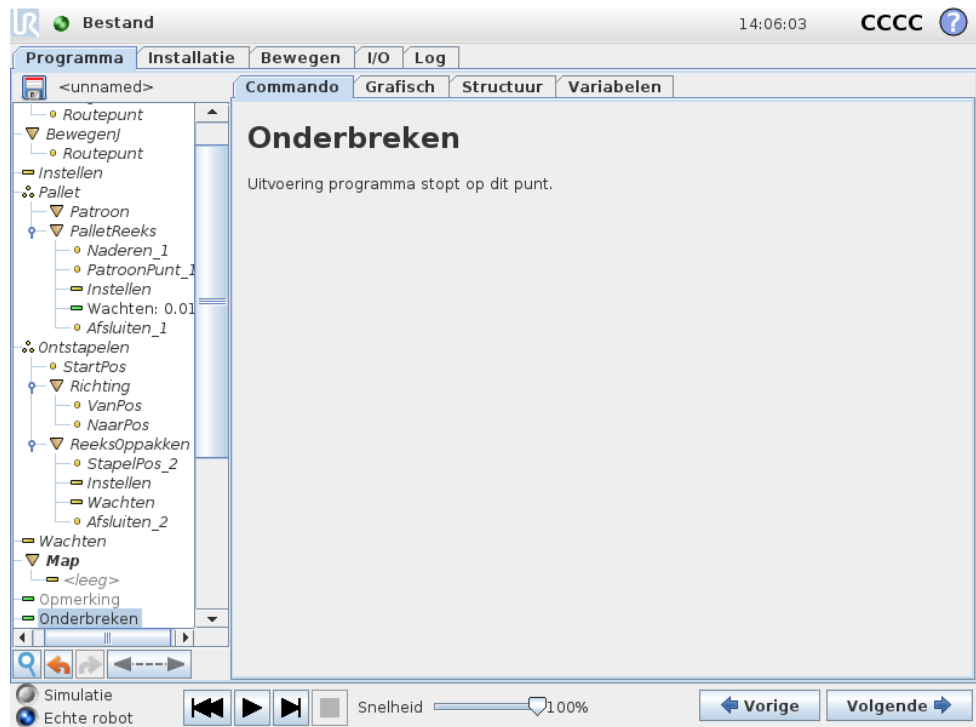 UR Bestand 14:06:03 CCCC ?
Programma Installatie Bewegen I/O Log
<unnamed>
Commando Grafisch Structuur Variabelen
Routepunt
BewegenJ
Routepunt
Instellen
Pallet
Patroon
PalletReeks
Naderen_1
PatroonPunt_1
Instellen
Wachten: 0.01
Afsluiten_1
Ontstapelen
StartPos
Richting
VanPos
NaarPos
ReeksOppakken
StapelPos_2
Instellen
Wachten
Afsluiten_2
Wachten
Map
<leeg>
Opmerking
Onderbreken
Onderbreken
Uitvoering programma stopt op dit punt.
Simulatie
Echte robot
Snelheid 100%
Vorige Volgende